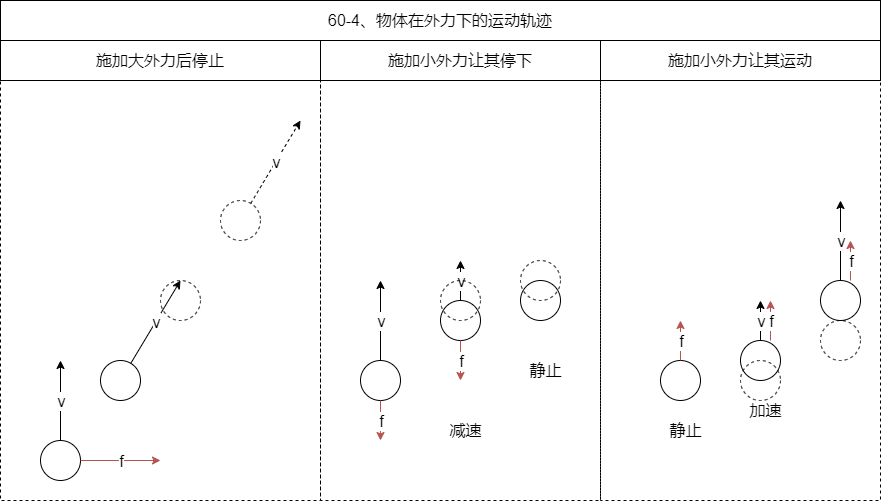 60-4、物体在外力下的运动轨迹
施加大外力后停止
施加小外力让其停下
施加小外力让其运动
v
f
v
v
v
f
减速
v
f
静止
f
静止
v
f
加速
v
f